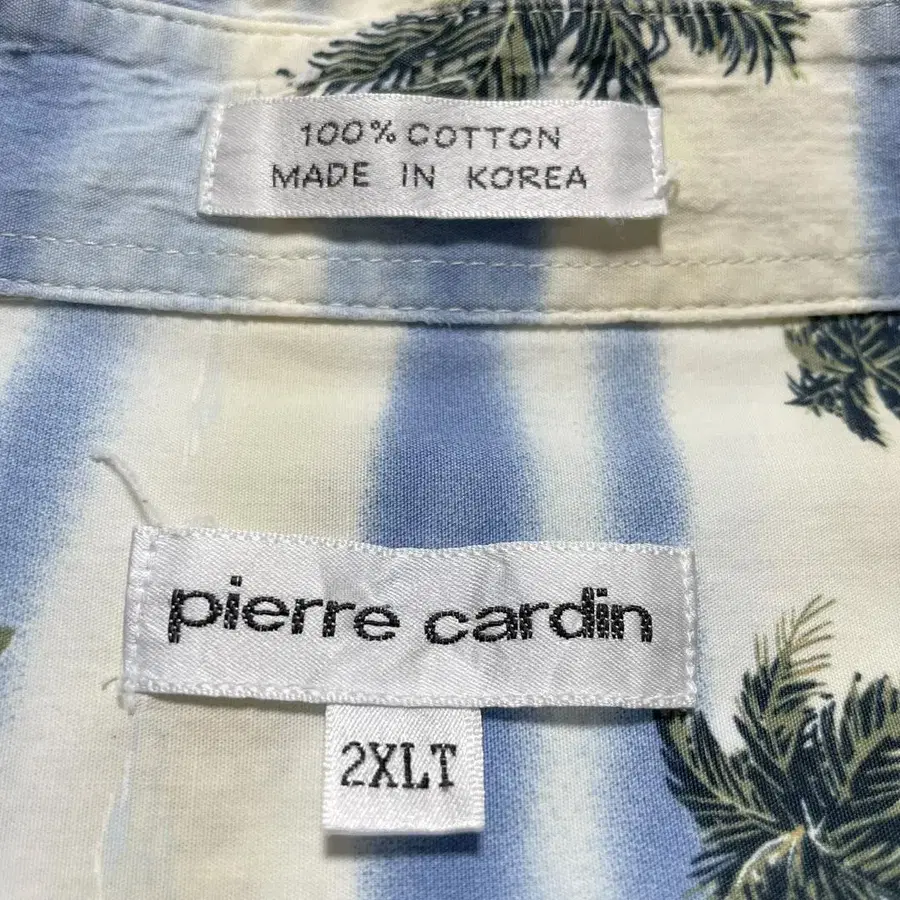 100% COTTON
MADE IN KOREA
pierre cardin
2XLT